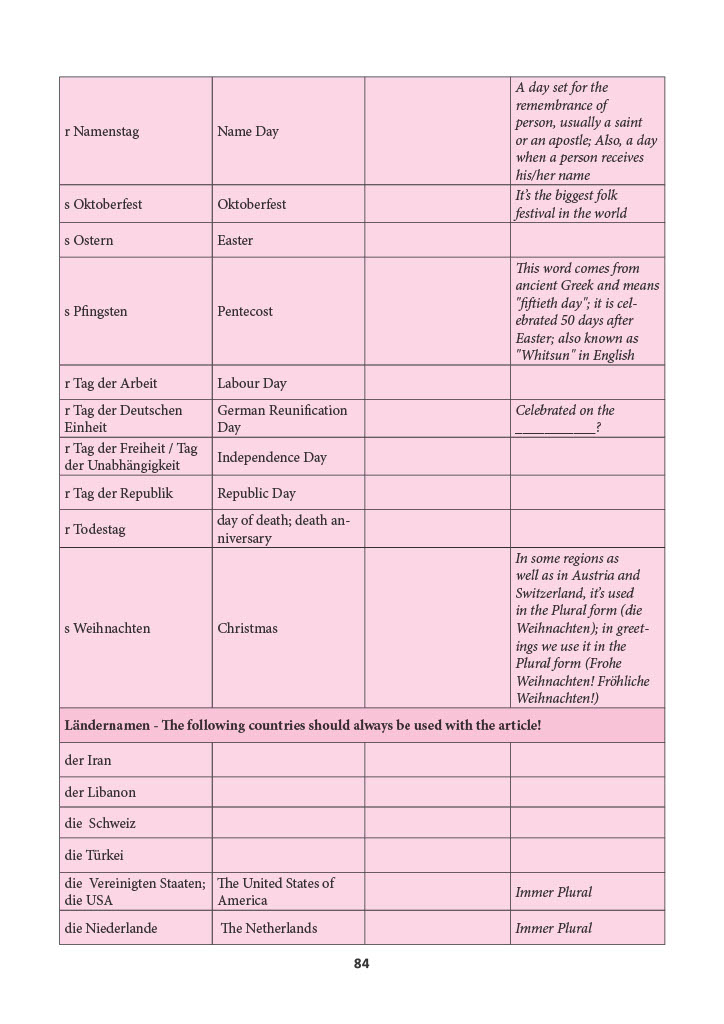 r Namenstag
Name Day
A day set for the
remembrance of
person, usually a saint
or an apostle; Also, a day
when a person receives
his/her name
s Oktoberfest
Oktoberfest
It's the biggest folk
festival in the world
s Ostern
Easter
s Pfingsten
Pentecost
This word comes from
ancient Greek and means
"fiftieth day"; it is cel-
ebrated 50 days after
Easter; also known as
"Whitsun" in English
r Tag der Arbeit
Labour Day
r Tag der Deutschen
Einheit
German Reunification
Day
Celebrated on the
___________?
r Tag der Freiheit / Tag
der Unabhängigkeit
Independence Day
r Tag der Republik
Republic Day
r Todestag
day of death; death an-
niversary
s Weihnachten
Christmas
In some regions as
well as in Austria and
Switzerland, it's used
in the Plural form (die
Weihnachten); in greet-
ings we use it in the
Plural form (Frohe
Weihnachten! Fröhliche
Weihnachten!)
Ländernamen - The following countries should always be used with the article!
der Iran
der Libanon
die Schweiz
die Türkei
die Vereinigten Staaten;
die USA
The United States of
America
Immer Plural
die Niederlande
The Netherlands
Immer Plural
84